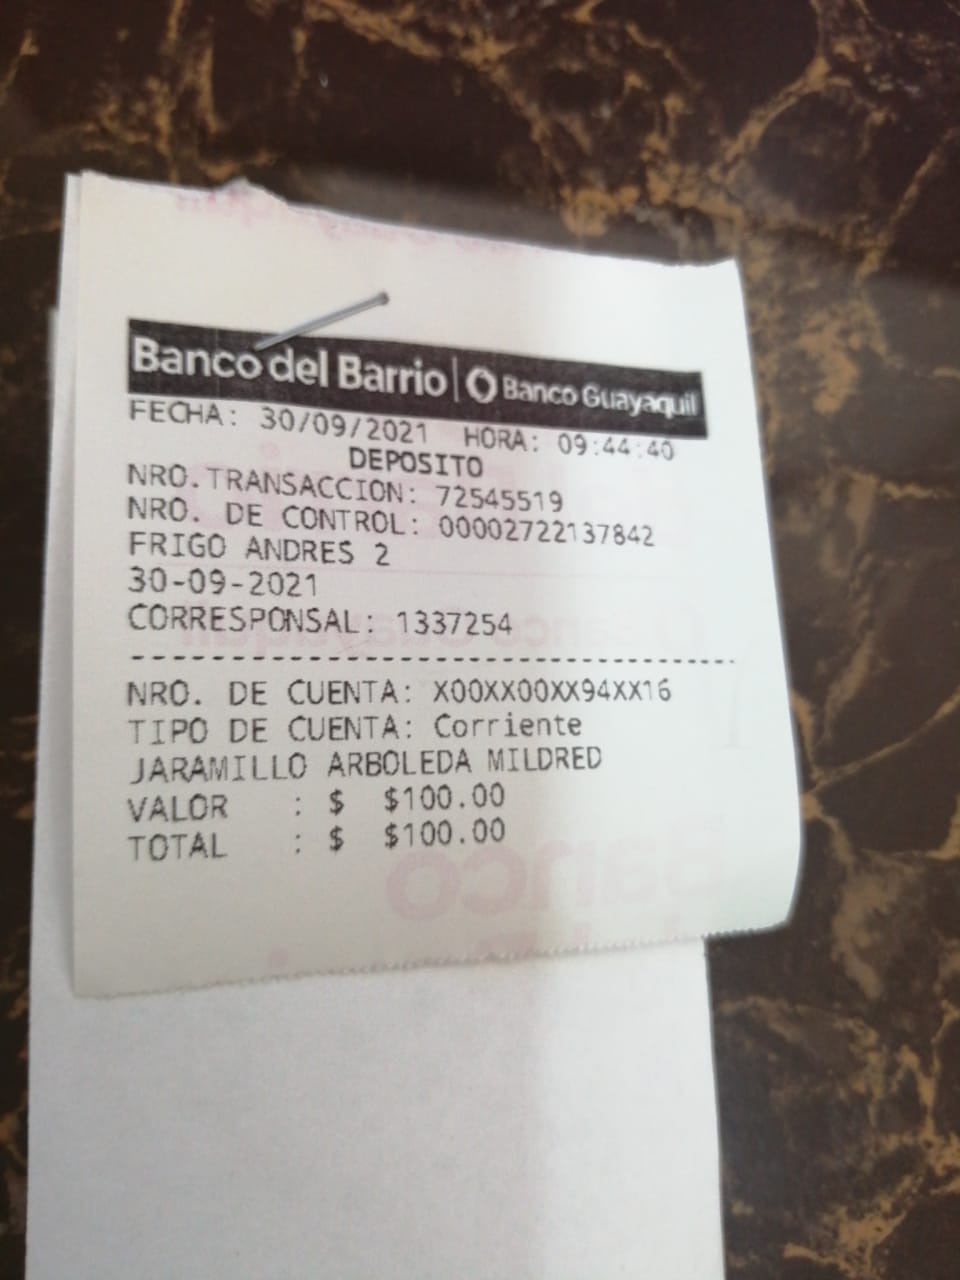 Banco del Barrio | Banco Guayaquil
FECHA: 30/09/2021 HORA: 09:44:40
DEPOSITO
NRO.TRANSACCION: 72545519
NRO. DE CONTROL: 00002722137842
FRIGO ANDRES 2
30-09-2021
CORRESPONSAL: 1337254
NRO. DE CUENTA: X00XX00XX94XX16
TIPO DE CUENTA: Corriente
JARAMILLO ARBOLEDA MILDRED
VALOR : $ $100.00
TOTAL : $ $100.00